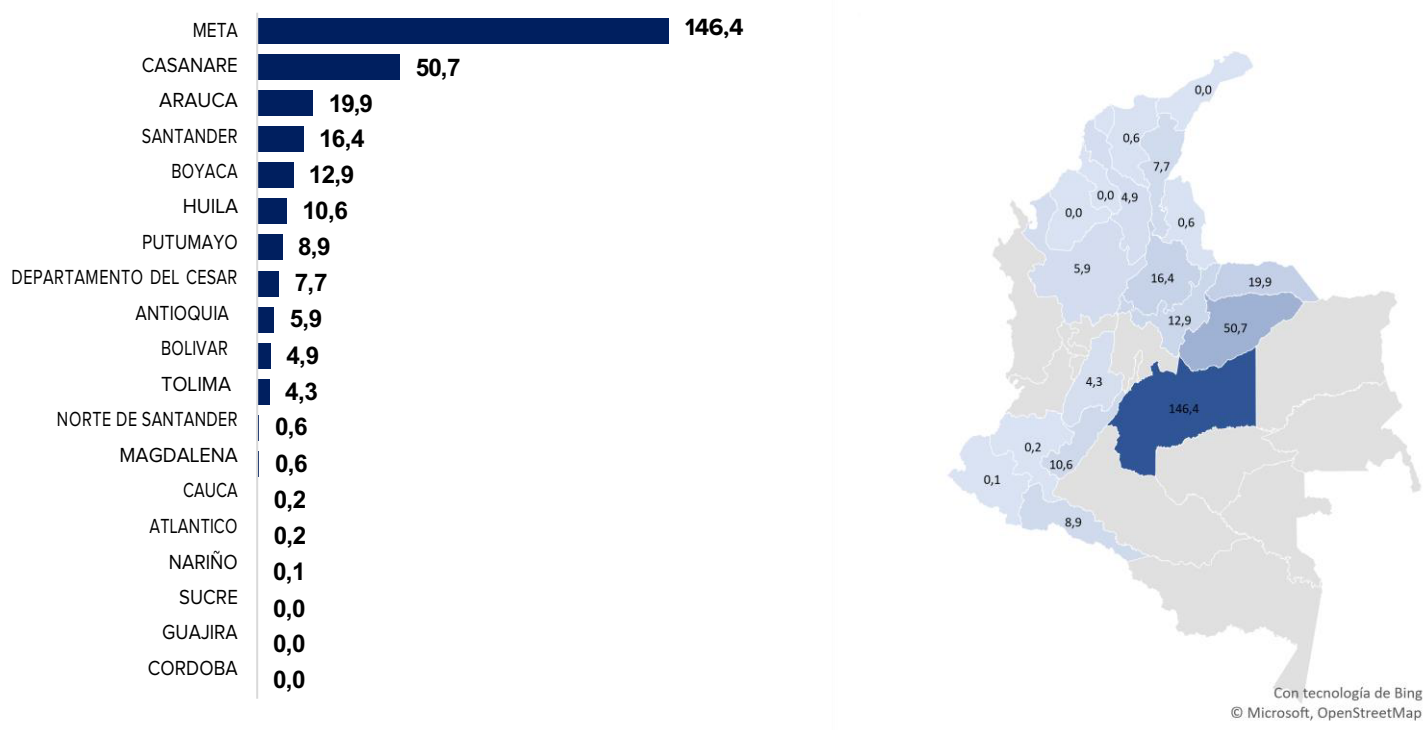 META 146,4
CASANARE 50,7
ARAUCA 19,9
SANTANDER 16,4
BOYACA 12,9
HUILA 10,6
PUTUMAYO 8,9
DEPARTAMENTO DEL CESAR 7,7
ANTIOQUIA 5,9
BOLIVAR 4,9
TOLIMA 4,3
NORTE DE SANTANDER 0,6
MAGDALENA 0,6
CAUCA 0,2
ATLANTICO 0,2
NARIÑO 0,1
SUCRE 0,0
GUAJIRA 0,0
CORDOBA 0,0
0,0
0,6
7,7
0,0 4,9
0,0
0,6
5,9
16,4
19,9
12,9
50,7
4,3
146,4
0,2
10,6
0,1
8,9
Con tecnología de Bing
© Microsoft, OpenStreetMap